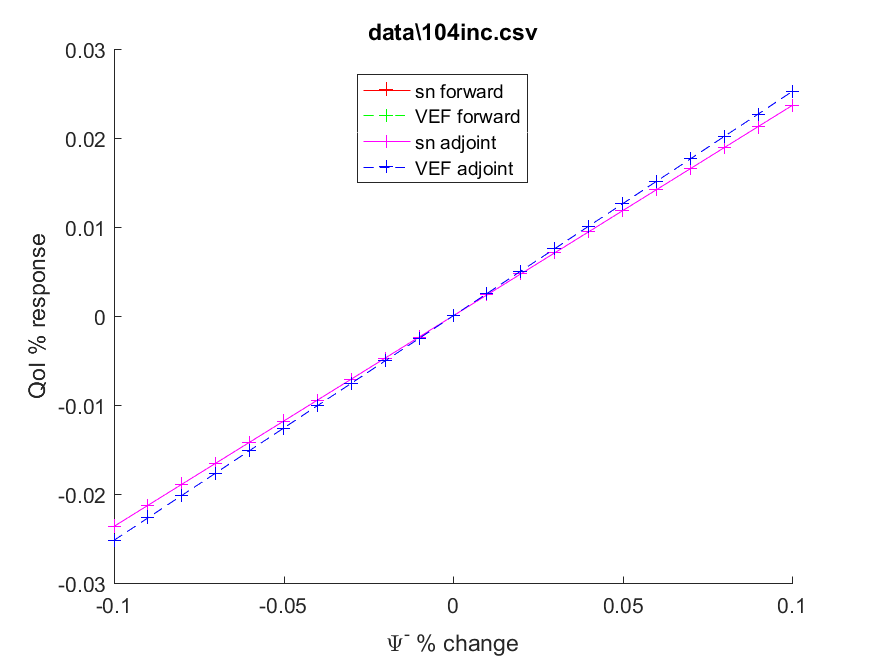 data\104inc.csv
0.03
0.02
0.01
0
-0.01
-0.02
-0.03
QoI % response
sn forward
VEF forward
sn adjoint
VEF adjoint
-0.1
-0.05
0
0.05
0.1
Ψ- % change